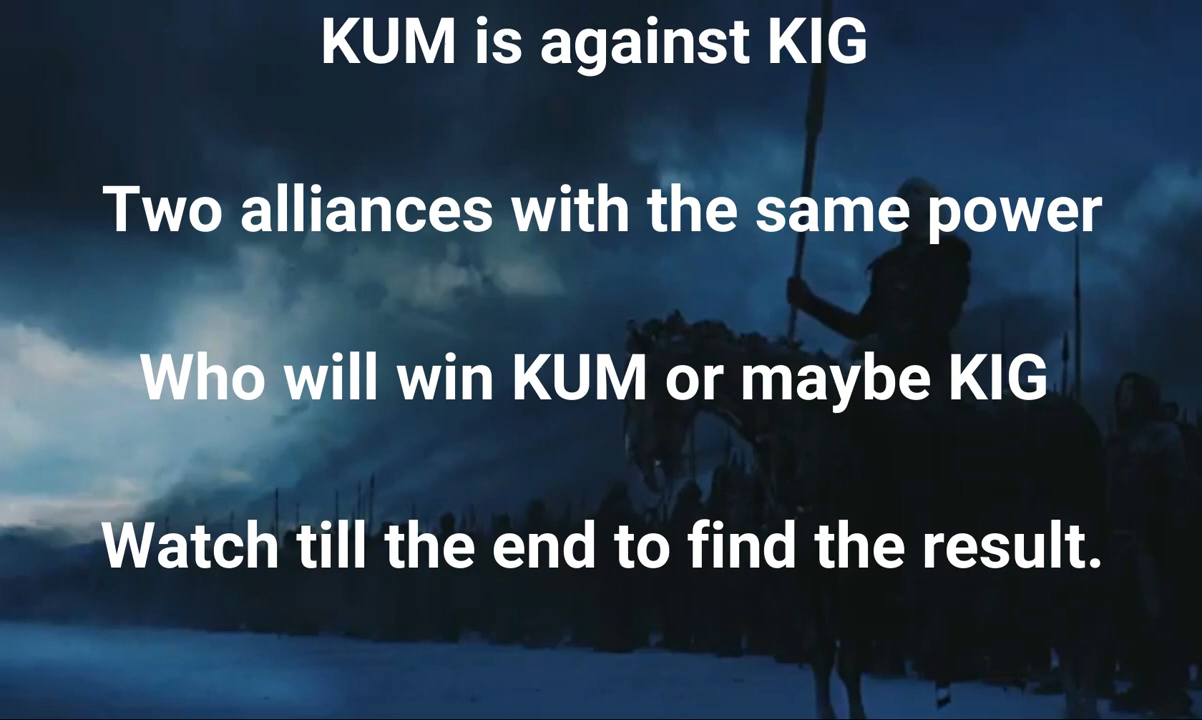 KUM is against KIG
Two alliances with the same power
Who will win KUM or maybe KIG
Watch till the end to find the result.